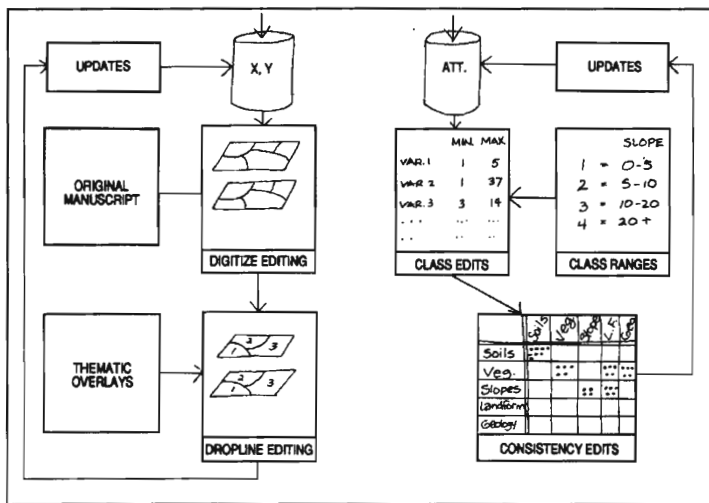 UPDATES
X, Y
ATT.
UPDATES
ORIGINAL
MANUSCRIPT
DIGITIZE EDITING
MIN. MAX
VAR. 1 1 5
VAR 2 1 37
VAR. 3 3 14
... ... ...
.. ... ...
CLASS EDITS
SLOPE
1 = 0-5
2 = 5-10
3 = 10-20
4 = 20+
CLASS RANGES
THEMATIC
OVERLAYS
1 2 3
1 2 3
DROPLINE EDITING
Soils Veg. Slope L.F. Geo
Soils
Veg.
Slopes
Landform
Geology
CONSISTENCY EDITS